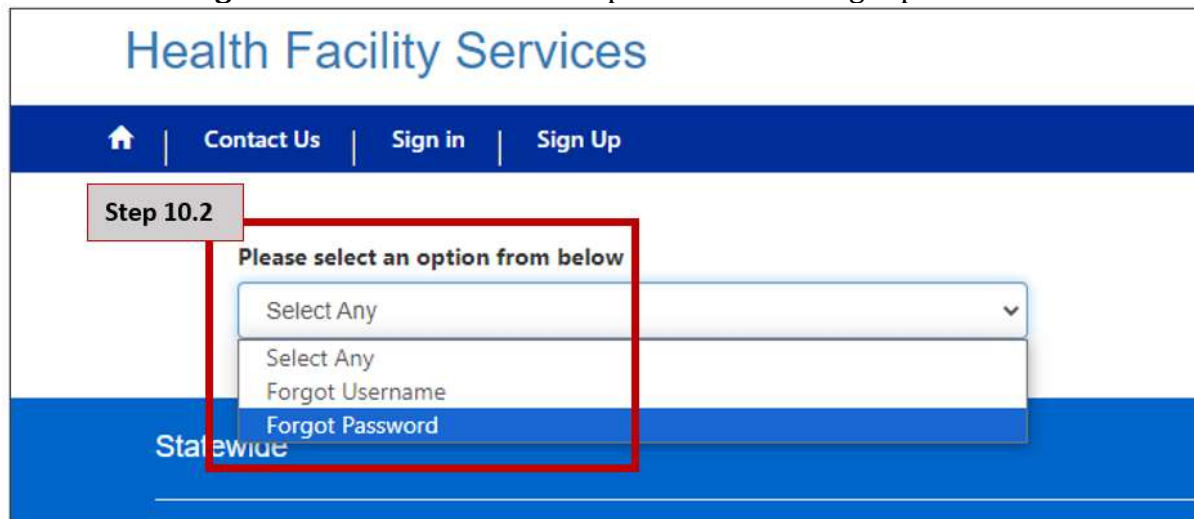 Health Facility Services
Contact Us | Sign in | Sign Up
Step 10.2
Please select an option from below
Select Any
Select Any
Forgot Username
Forgot Password
Statewide